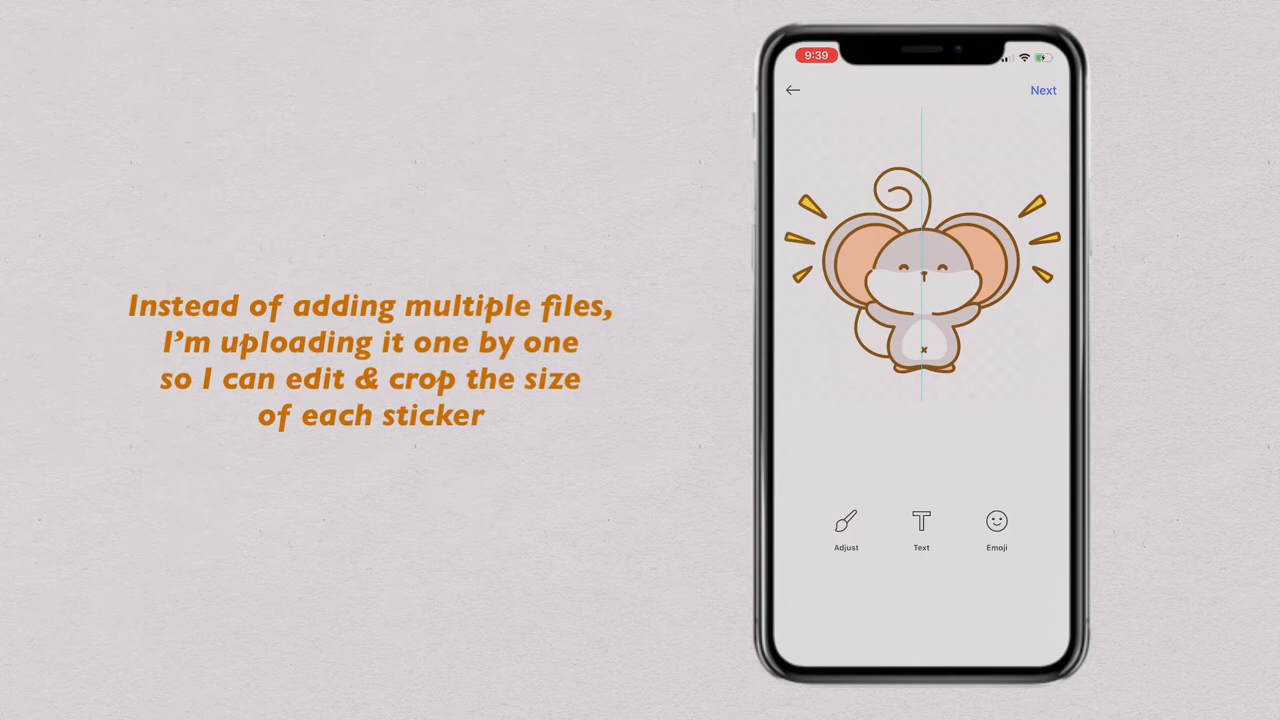 Instead of adding multiple files,
I'm uploading it one by one
so I can edit & crop the size
of each sticker
9:39
Next
Adjust
Text
Emoji